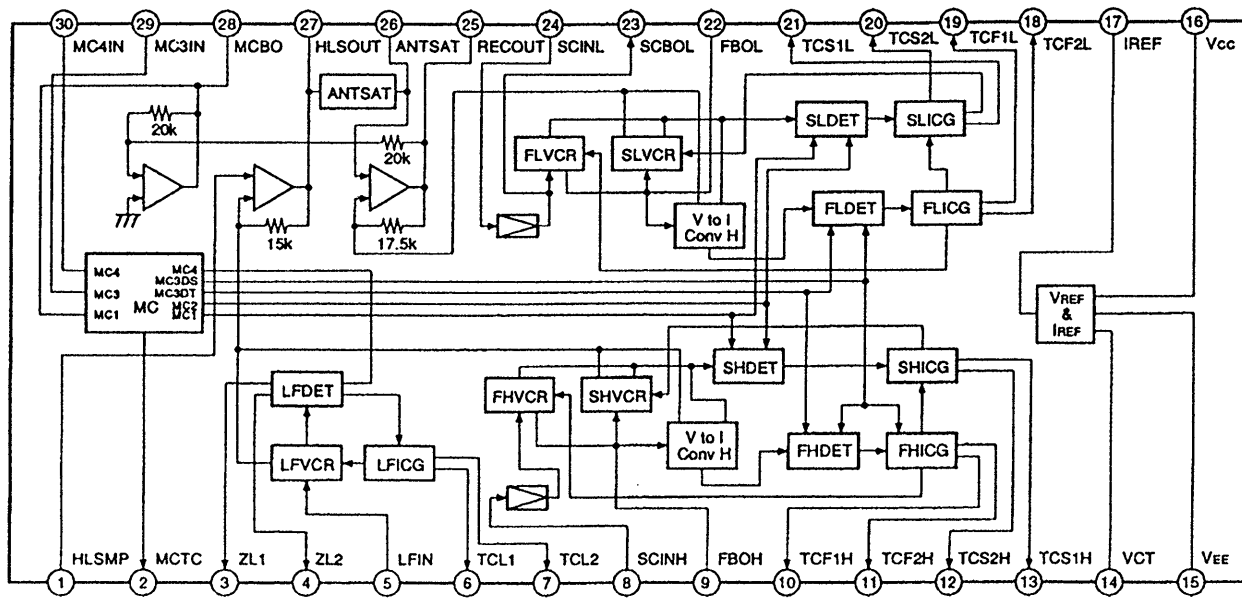 30 29 28 27 26 25 24 23 22 21 20 19 18 17 16
MC4IN MC3IN MCBO HLSOUT ANTSAT RECOUT SCINL SCBOL FBOL TCS1L TCS2L TCF1L TCF2L IREF Vcc
ANTSAT
20k
20k
SLDET SLICG
FLVCR SLVCR
FLDET FLICG
V to I
Conv H
15k 17.5k
MC4 MC4
MC3DS
MC3 MC3DT
MC
MC2
MC1 MC1
VREF
&
IREF
SHDET SHICG
LFDET FHVCR SHVCR
V to I
Conv H
FHDET FHICG
LFVCR LFICG
HLSMP MCTC ZL1 ZL2 LFIN TCL1 TCL2 SCINH FBOH TCF1H TCF2H TCS2H TCS1H VCT VEE
1 2 3 4 5 6 7 8 9 10 11 12 13 14 15